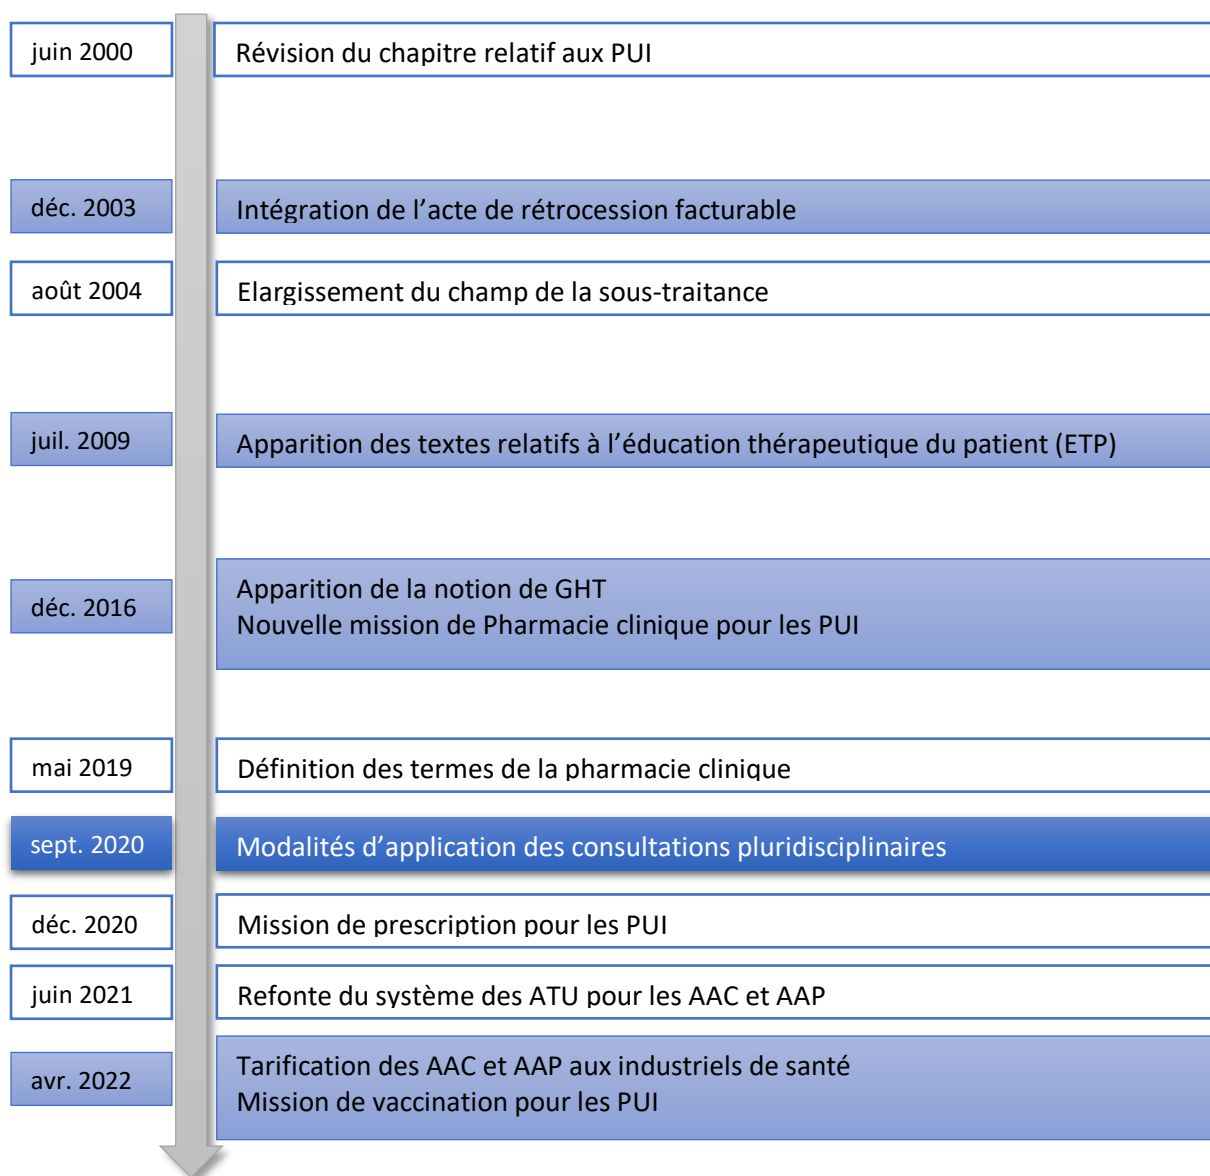 juin 2000
Révision du chapitre relatif aux PUI
déc. 2003
Intégration de l’acte de rétrocession facturable
août 2004
Elargissement du champ de la sous-traitance
juil. 2009
Apparition des textes relatifs à l’éducation thérapeutique du patient (ETP)
déc. 2016
Apparition de la notion de GHT
Nouvelle mission de Pharmacie clinique pour les PUI
mai 2019
Définition des termes de la pharmacie clinique
sept. 2020
Modalités d’application des consultations pluridisciplinaires
déc. 2020
Mission de prescription pour les PUI
juin 2021
Refonte du système des ATU pour les AAC et AAP
avr. 2022
Tarification des AAC et AAP aux industriels de santé
Mission de vaccination pour les PUI